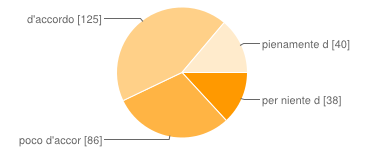 d'accordo [125]
pienamente d [40]
per niente d [38]
poco d'accor [86]